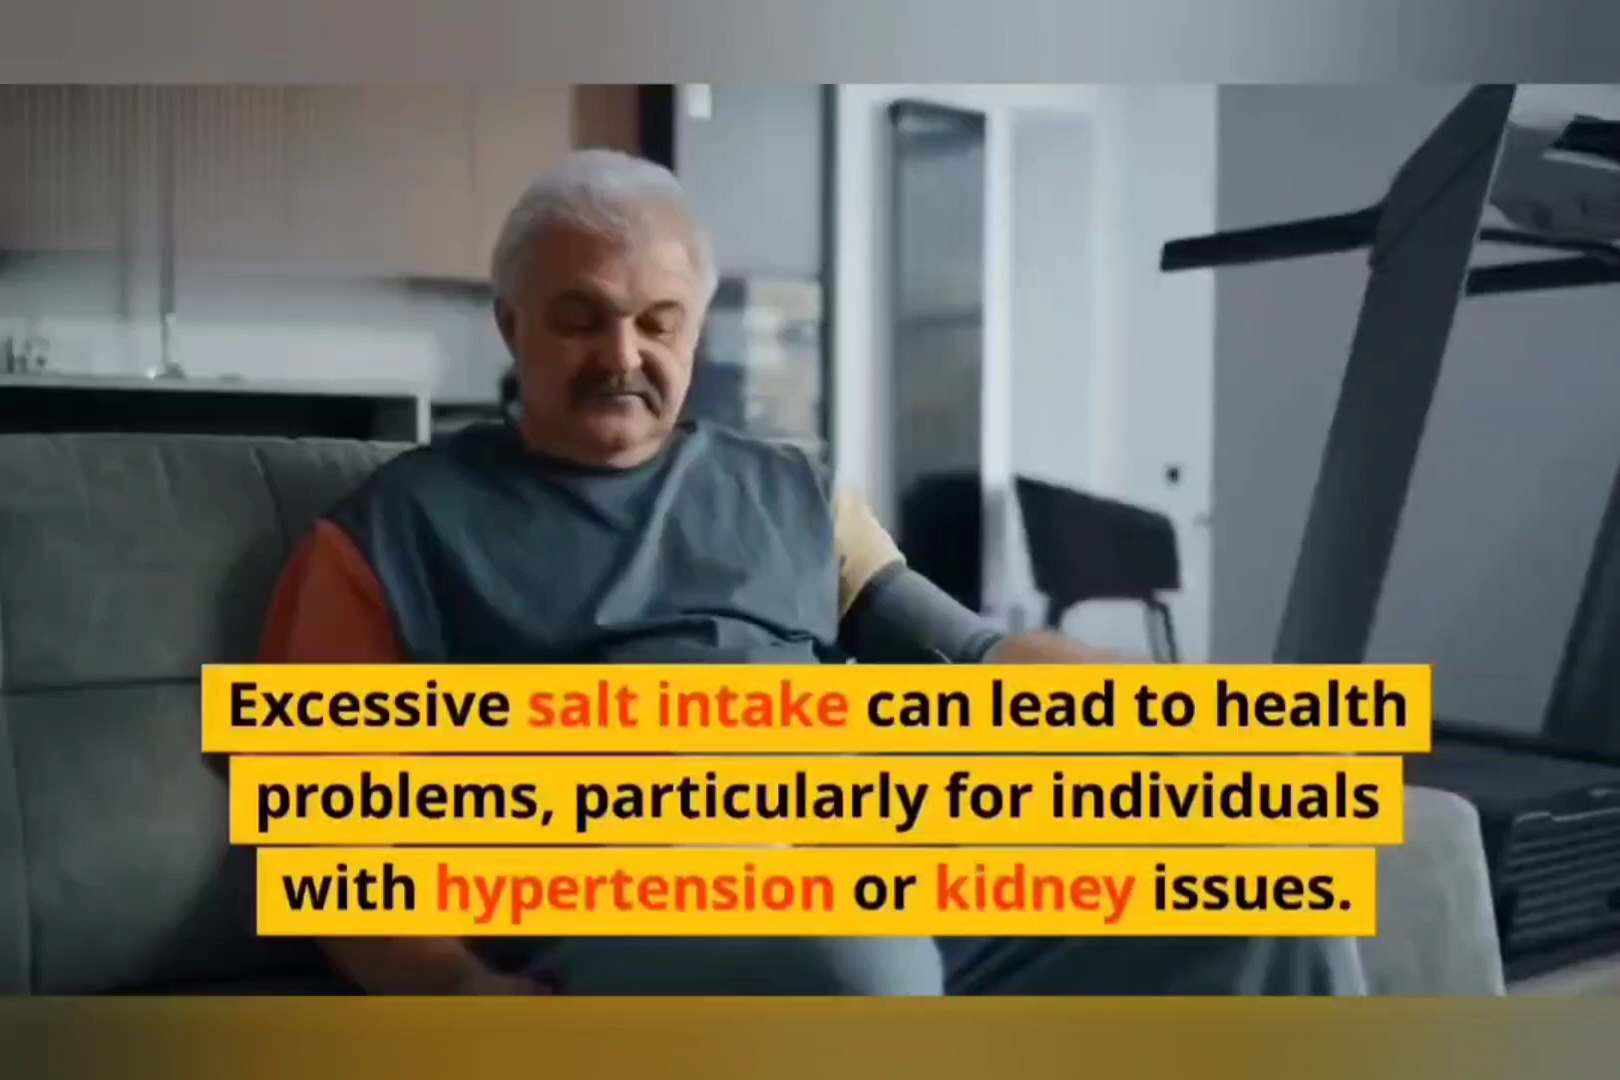 Excessive salt intake can lead to health
problems, particularly for individuals
with hypertension or kidney issues.